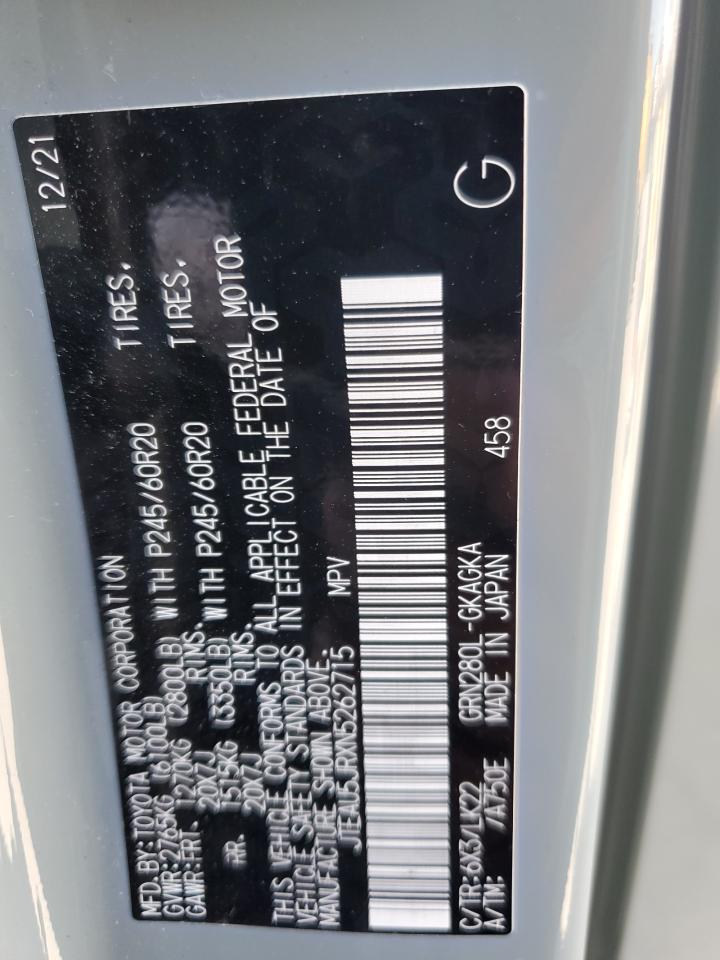 MFD.BY:TOYOTA MOTOR CORPORATION 12/21
GVWR:2765KG (6100LB)
GAWR:FRT. 1270KG (2800LB) WITH P245/60R20 TIRES.
20X7J RIMS.
RR. 1515KG (3350LB) WITH P245/60R20 TIRES.
20X7J RIMS.
THIS VEHICLE CONFORMS TO ALL APPLICABLE FEDERAL MOTOR
VEHICLE SAFETY STANDARDS IN EFFECT ON THE DATE OF
MANUFACTURE SHOWN ABOVE.
JTEAU5JRXN5262715 MPV
C/TR:6X3/LK22 GRN280L-GKAGKA
A/TM: /A750E MADE IN JAPAN 458 G